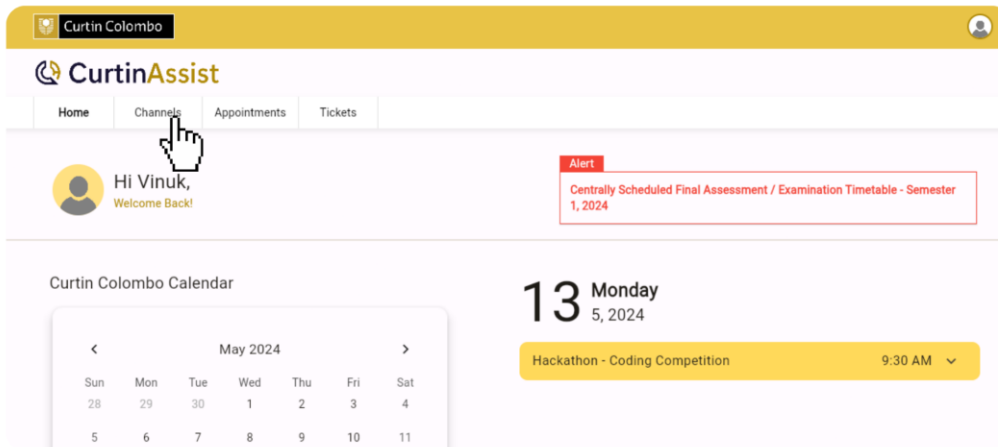 Curtin Colombo
CurtinAssist
Home Channels Appointments Tickets
Hi Vinuk,
Welcome Back!
Alert
Centrally Scheduled Final Assessment / Examination Timetable - Semester
1, 2024
Curtin Colombo Calendar
May 2024
Sun Mon Tue Wed Thu Fri Sat
28 29 30 1 2 3 4
5 6 7 8 9 10 11
13 Monday
5, 2024
Hackathon - Coding Competition 9:30 AM